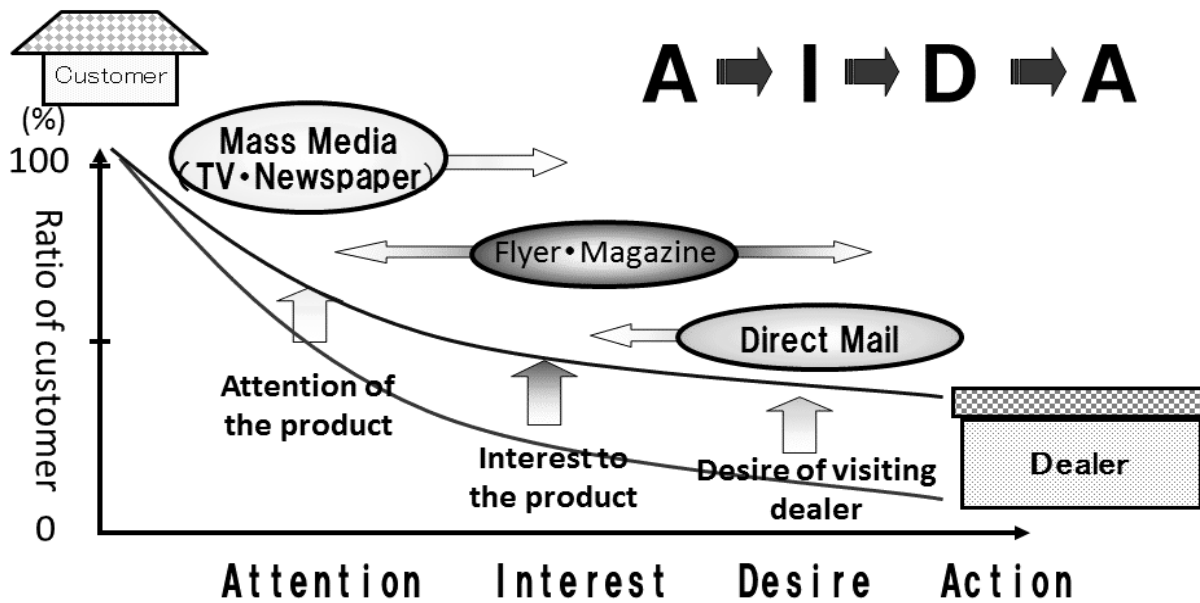 Customer
A I D A
(%)
100
Mass Media
(TV・Newspaper)
Flyer・Magazine
Direct Mail
Ratio of customer
Attention of
the product
Interest to
the product
Desire of visiting
dealer
Dealer
0
Attention Interest Desire Action